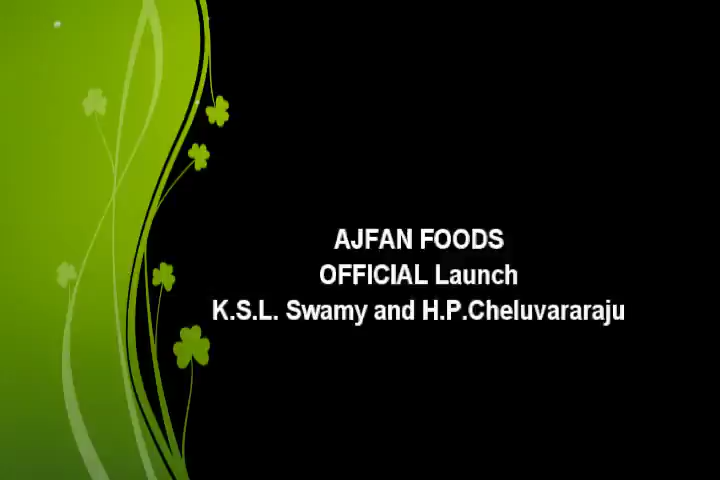 AJFAN FOODS
OFFICIAL Launch
K.S.L. Swamy and H.P.Cheluvararaju